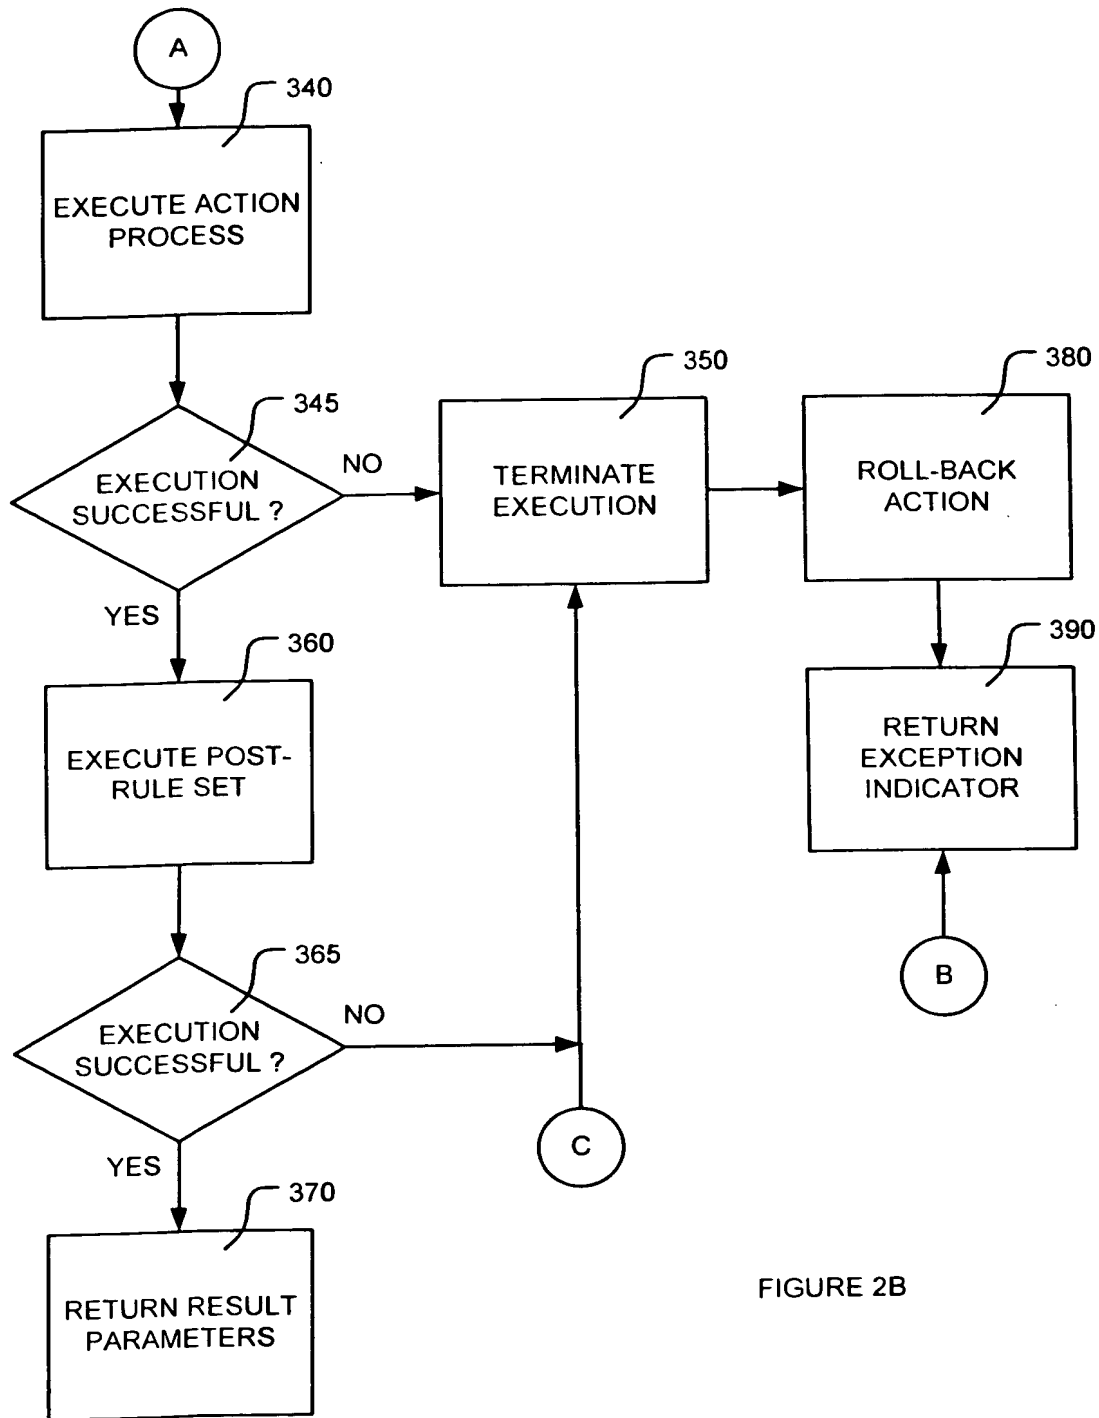 A
340
EXECUTE ACTION
PROCESS
345
EXECUTION
SUCCESSFUL ?
NO
YES
350
TERMINATE
EXECUTION
380
ROLL-BACK
ACTION
360
EXECUTE POST-
RULE SET
390
RETURN
EXCEPTION
INDICATOR
B
365
EXECUTION
SUCCESSFUL ?
NO
YES
C
370
RETURN RESULT
PARAMETERS
FIGURE 2B